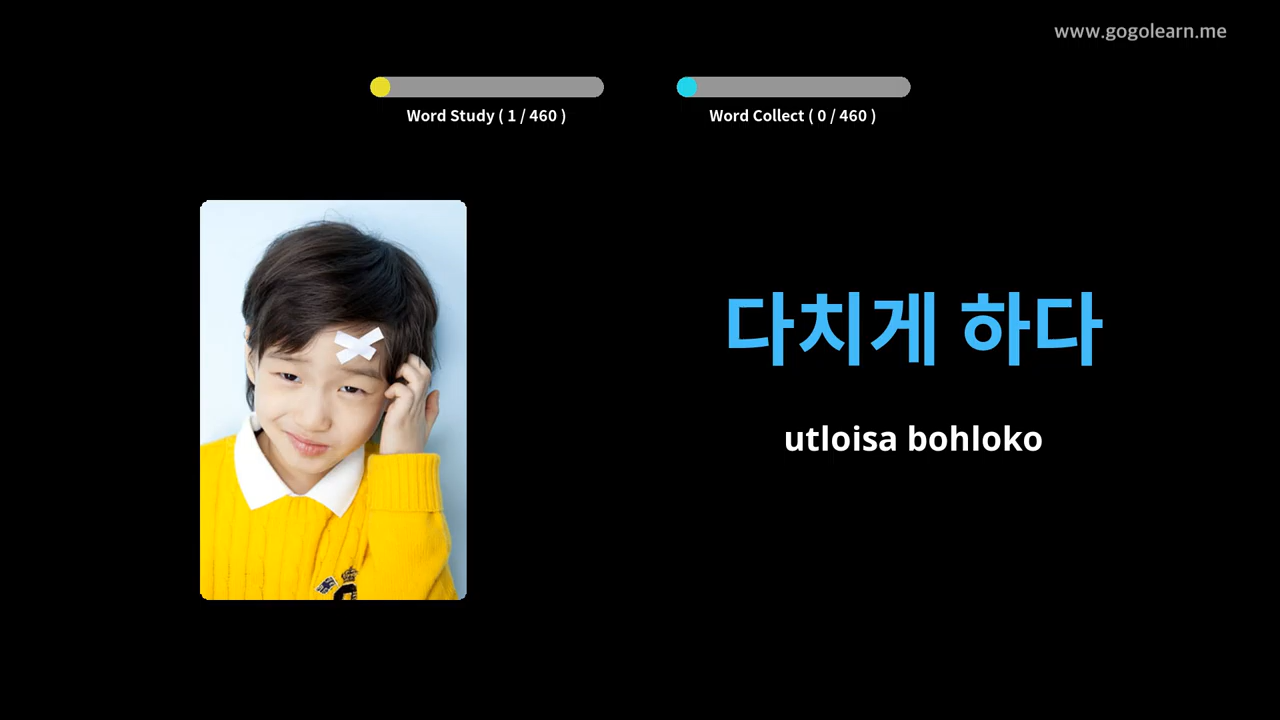 www.gogolearn.me
Word Study ( 1 / 460 )
Word Collect ( 0 / 460 )
다치게 하다
utloisa bohloko